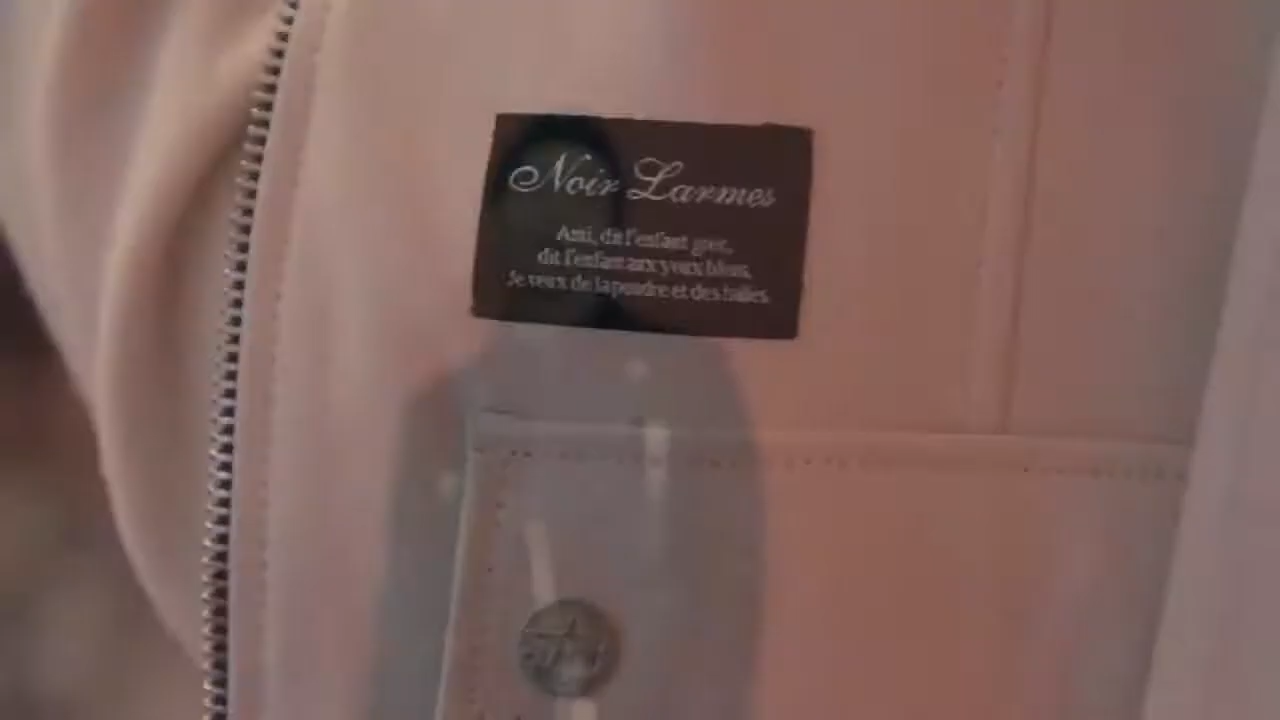 Noir Larmes
Ami, dit l'enfant grec,
dit l'enfant aux yeux bleus,
Je veux de la poudre et des balles.